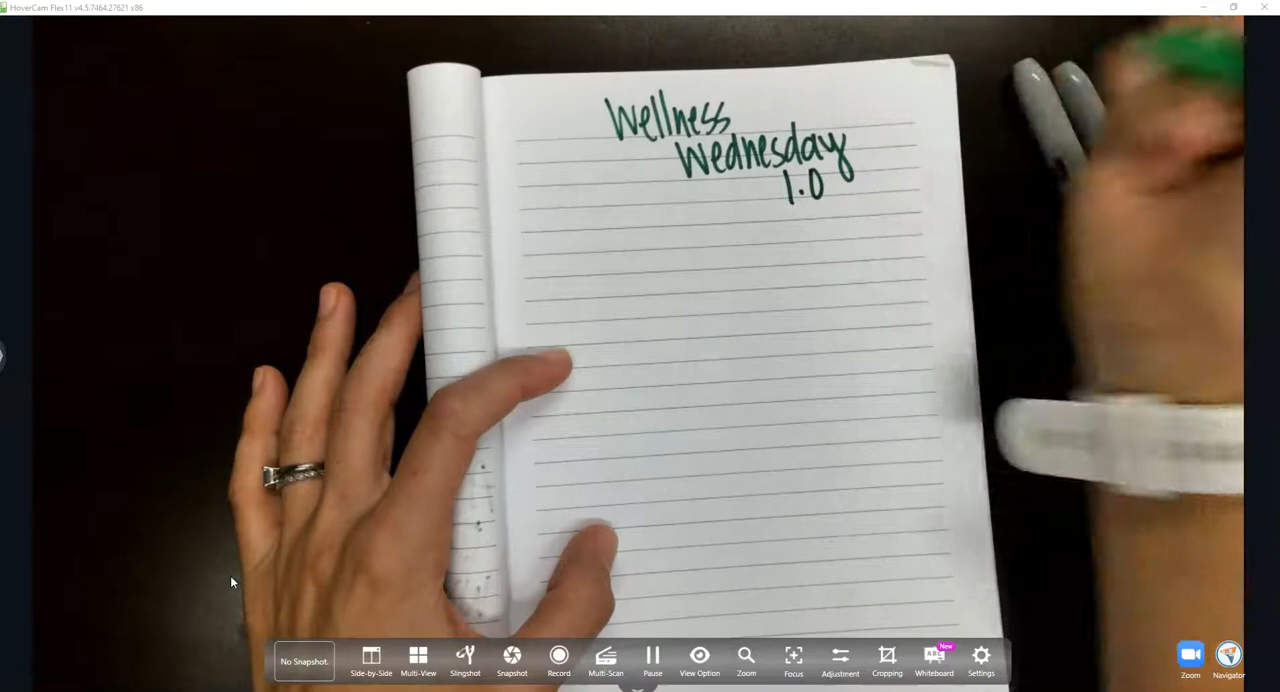 HoverCam Flex11 v4.5.7464.27621 x86
Wellness
Wednesday
1.0
No Snapshot.
Side-by-Side
Multi-View
Slingshot
Snapshot
Record
Multi-Scan
Pause
View Option
Zoom
Focus
Adjustment
Cropping
New
ABC
Whiteboard
Settings
Zoom
Navigator